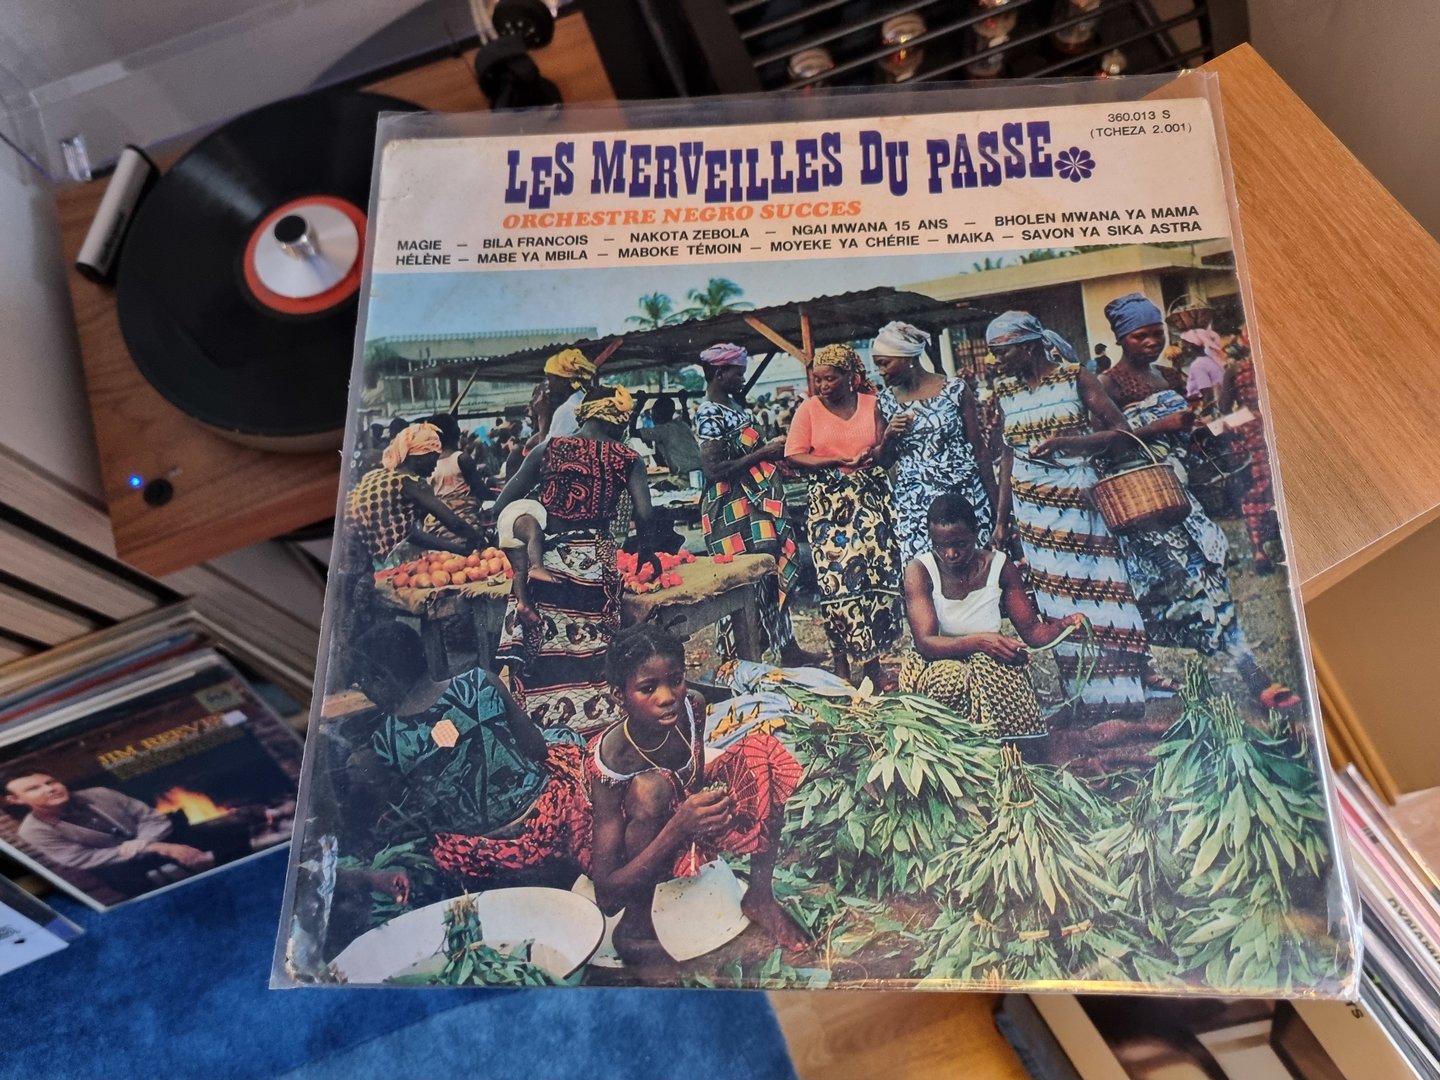 360.013 S
(TCHEZA 2.001)
LES MERVEILLES DU PASSE
ORCHESTRE NEGRO SUCCES
MAGIE — BILA FRANCOIS — NAKOTA ZEBOLA — NGAI MWANA 15 ANS — BHOLEN MWANA YA MAMA
HÉLÈNE — MABE YA MBILA — MABOKE TÉMOIN — MOYEKE YA CHÉRIE — MAIKA — SAVON YA SIKA ASTRA
JIM REEVES